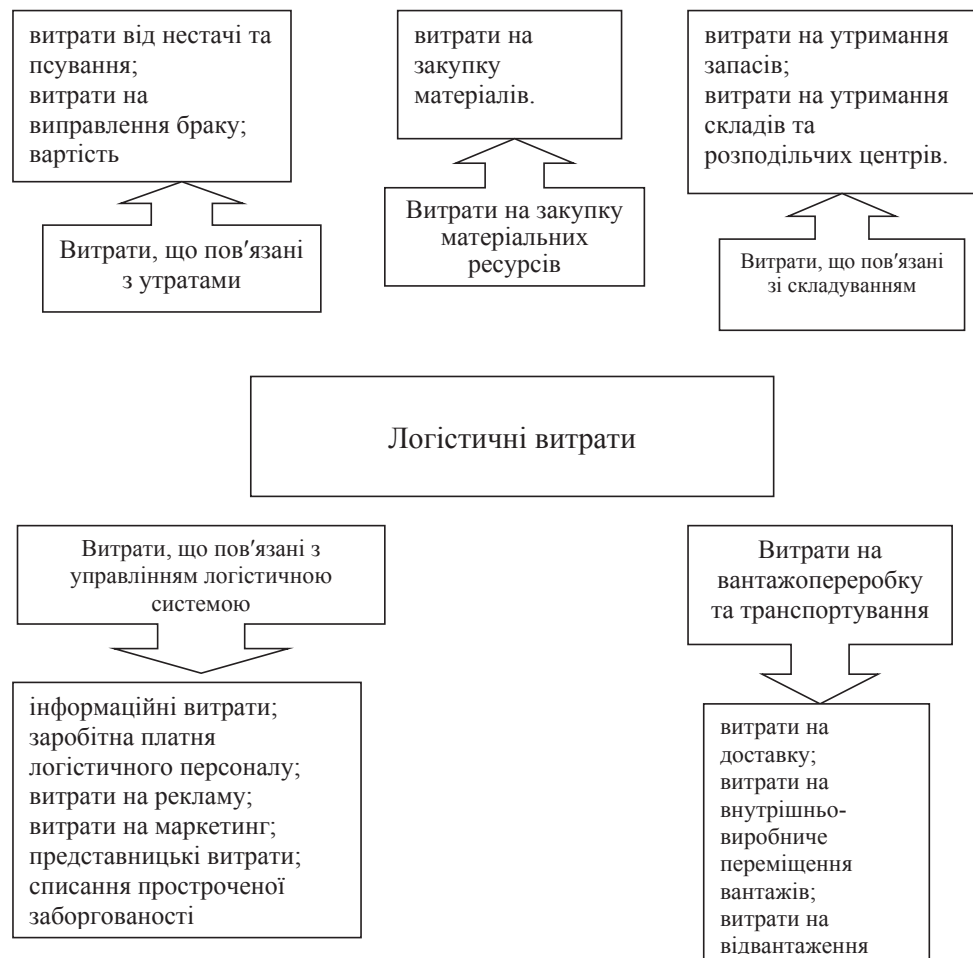 витрати від нестачі та
псування;
витрати на
виправлення браку;
вартість
витрати на
закупку
матеріалів.
витрати на утримання
запасів;
витрати на утримання
складів та
розподільчих центрів.
Витрати, що пов′язані
з утратами
Витрати на закупку
матеріальних
ресурсів
Витрати, що пов′язані
зі складуванням
Логістичні витрати
Витрати, що пов′язані з
управлінням логістичною
системою
Витрати на
вантажопереробку
та транспортування
інформаційні витрати;
заробітна платня
логістичного персоналу;
витрати на рекламу;
витрати на маркетинг;
представницькі витрати;
списання простроченої
заборгованості
витрати на
доставку;
витрати на
внутрішньо-
виробниче
переміщення
вантажів;
витрати на
відвантаження